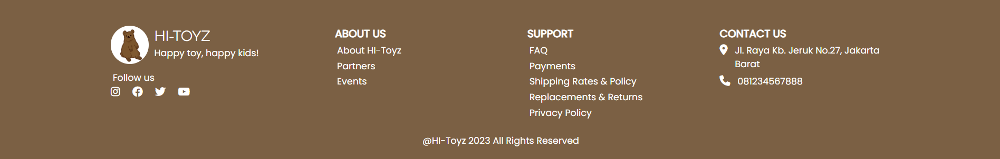 HI-TOYZ
Happy toy, happy kids!
Follow us
ABOUT US
About HI-Toyz
Partners
Events
SUPPORT
FAQ
Payments
Shipping Rates & Policy
Replacements & Returns
Privacy Policy
CONTACT US
Jl. Raya Kb. Jeruk No.27, Jakarta
Barat
081234567888
@HI-Toyz 2023 All Rights Reserved